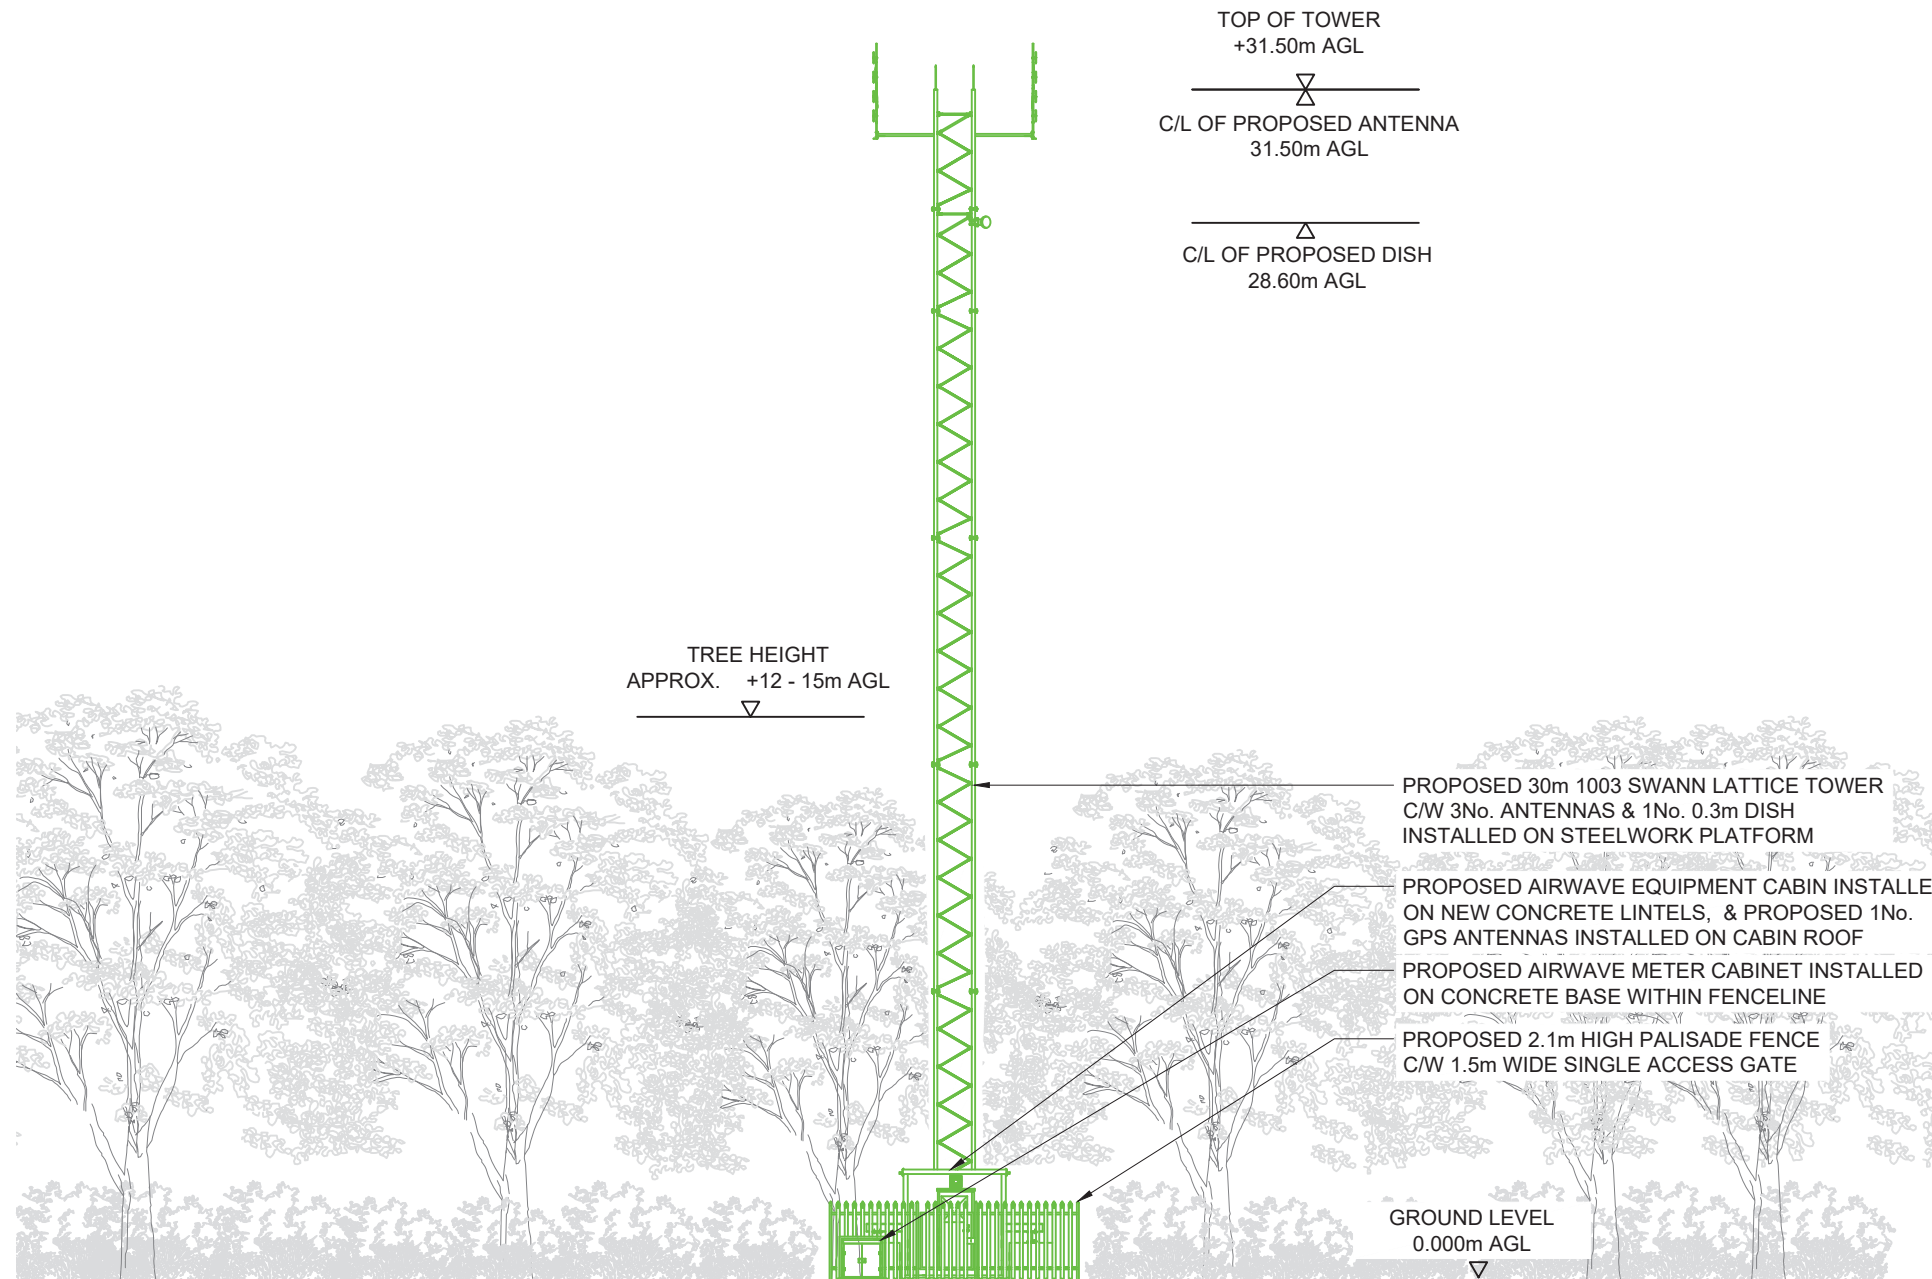 TOP OF TOWER
+31.50m AGL
C/L OF PROPOSED ANTENNA
31.50m AGL
C/L OF PROPOSED DISH
28.60m AGL
TREE HEIGHT
APPROX. +12 - 15m AGL
PROPOSED 30m 1003 SWANN LATTICE TOWER
C/W 3No. ANTENNAS & 1No. 0.3m DISH
INSTALLED ON STEELWORK PLATFORM
PROPOSED AIRWAVE EQUIPMENT CABIN INSTALLE
ON NEW CONCRETE LINTELS, & PROPOSED 1No.
GPS ANTENNAS INSTALLED ON CABIN ROOF
PROPOSED AIRWAVE METER CABINET INSTALLED
ON CONCRETE BASE WITHIN FENCELINE
PROPOSED 2.1m HIGH PALISADE FENCE
C/W 1.5m WIDE SINGLE ACCESS GATE
GROUND LEVEL
0.000m AGL